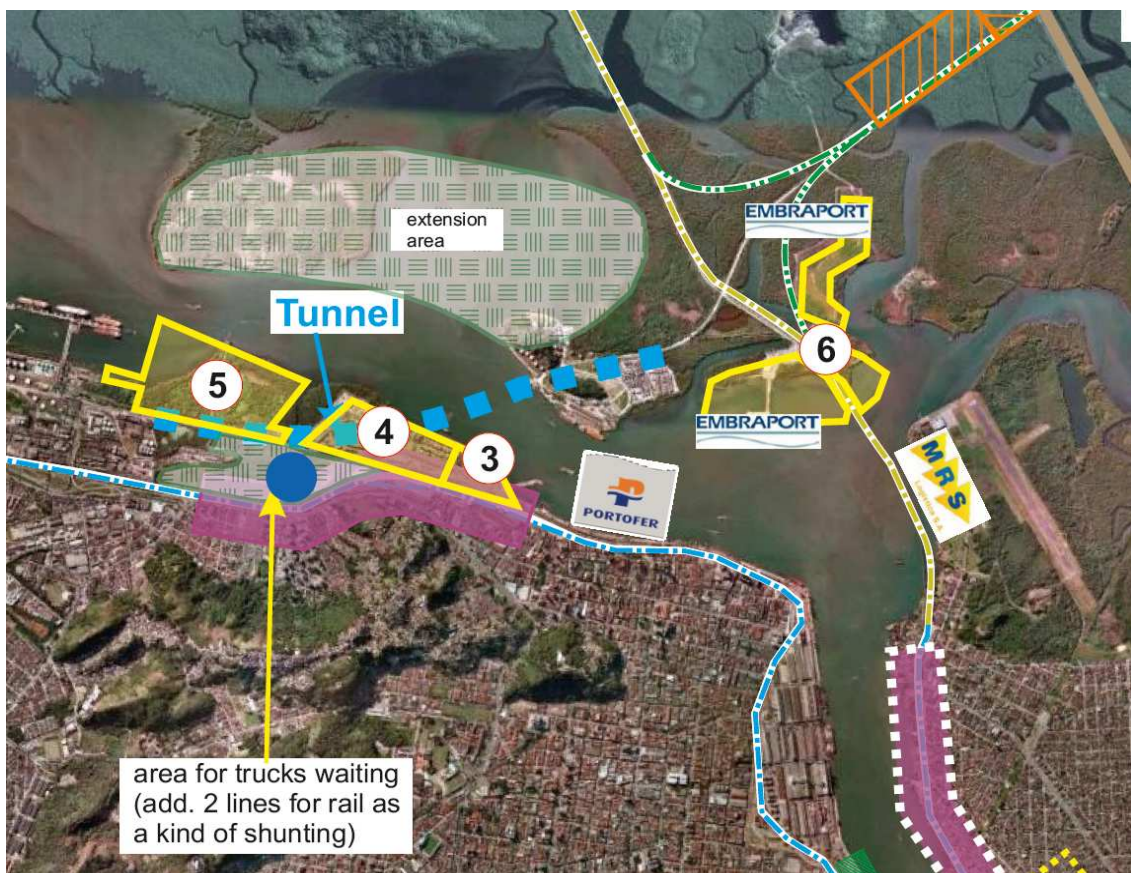 EMBRAPORT
extension
area
Tunnel
5
4
3
6
EMBRAPORT
PORTOFER
MRS
Logística S.A.
area for trucks waiting
(add. 2 lines for rail as
a kind of shunting)